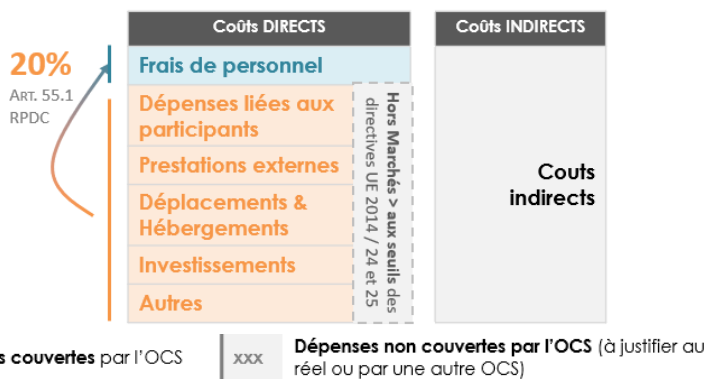 Coûts DIRECTS
Coûts INDIRECTS
20%
ART. 55.1
RPDC
Frais de personnel
Dépenses liées aux
participants
Prestations externes
Déplacements &
Hébergements
Investissements
Autres
Hors Marchés > aux seuils des
directives UE 2014 / 24 et 25
Couts
indirects
s couvertes par l'OCS
xxx
Dépenses non couvertes par l'OCS (à justifier au
réel ou par une autre OCS)